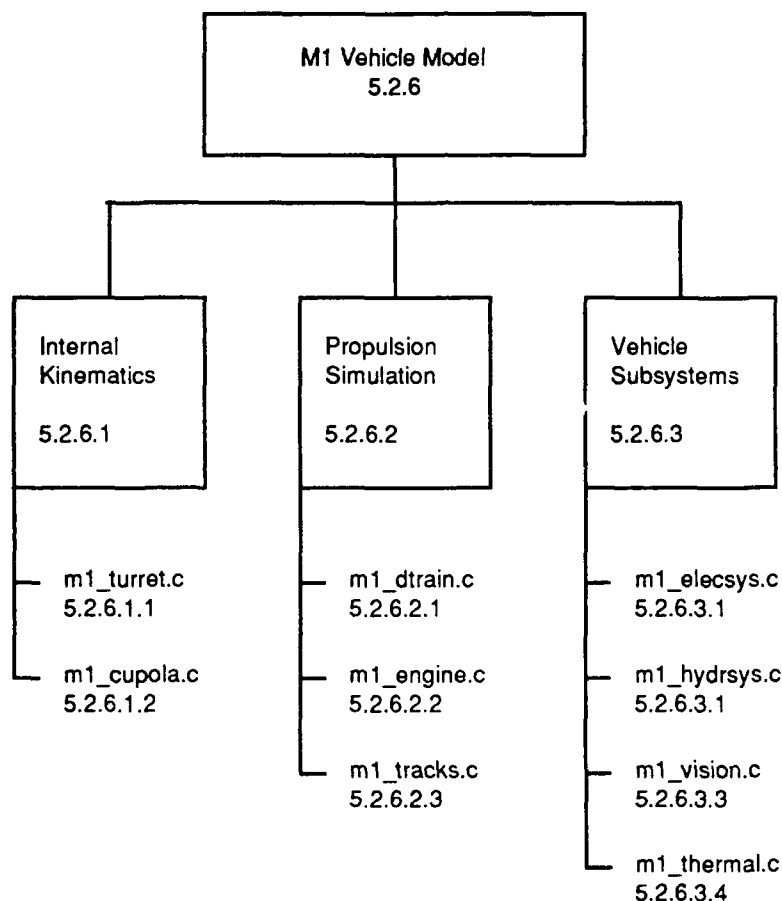 M1 Vehicle Model
5.2.6
Internal
Kinematics
5.2.6.1
m1_turret.c
5.2.6.1.1
m1_cupola.c
5.2.6.1.2
Propulsion
Simulation
5.2.6.2
m1_dtrain.c
5.2.6.2.1
m1_engine.c
5.2.6.2.2
m1_tracks.c
5.2.6.2.3
Vehicle
Subsystems
5.2.6.3
m1_elecsys.c
5.2.6.3.1
m1_hydrsys.c
5.2.6.3.1
m1_vision.c
5.2.6.3.3
m1_thermal.c
5.2.6.3.4